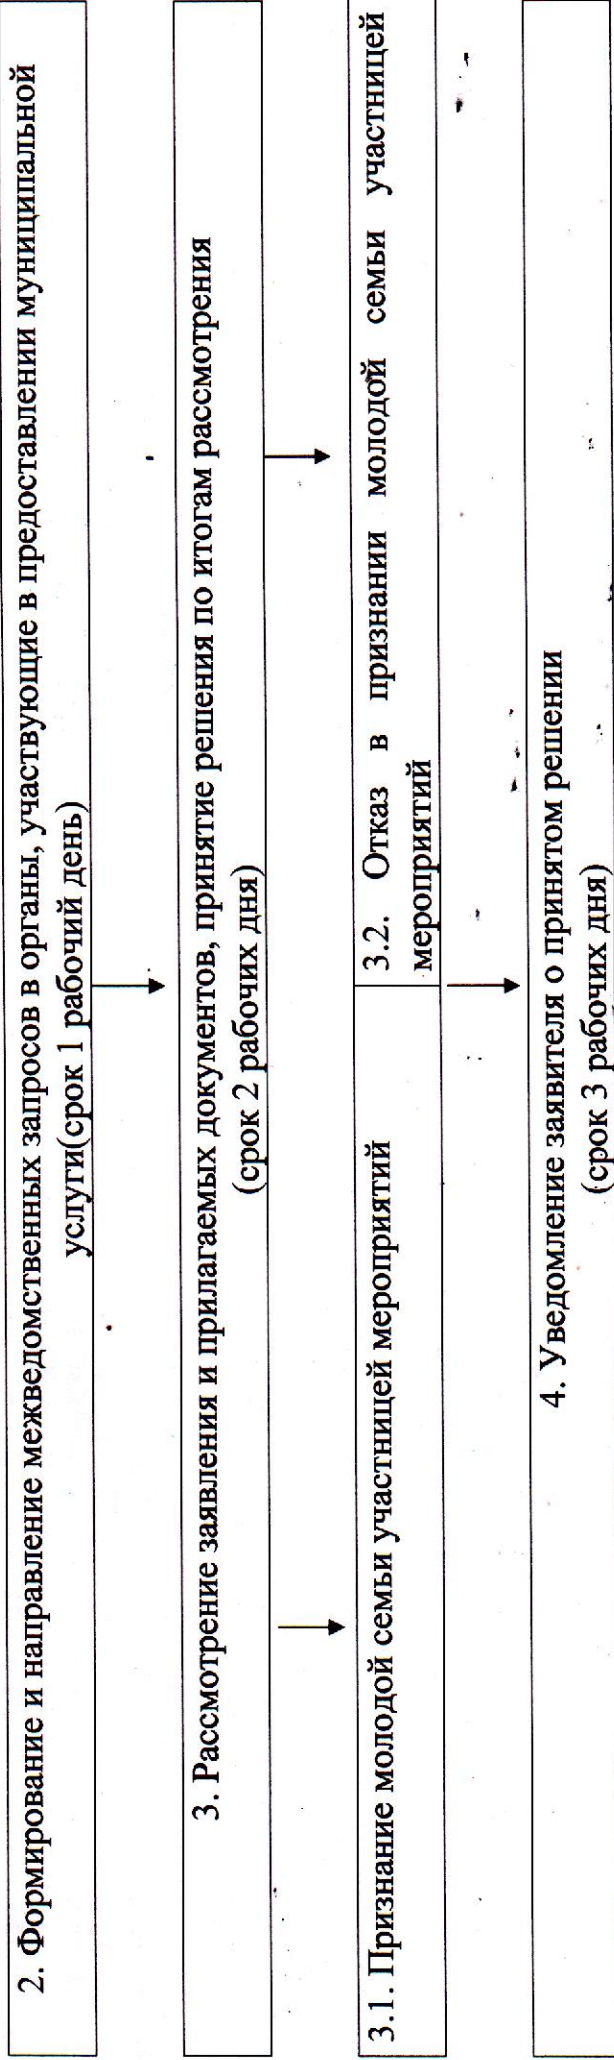 2. Формирование и направление межведомственных запросов в органы, участвующие в предоставлении муниципальной
услуги(срок 1 рабочий день)
3. Рассмотрение заявления и прилагаемых документов, принятие решения по итогам рассмотрения
(срок 2 рабочих дня)
3.1. Признание молодой семьи участницей мероприятий
3.2. Отказ в признании молодой семьи участницей
мероприятий
4. Уведомление заявителя о принятом решении
(срок 3 рабочих дня)